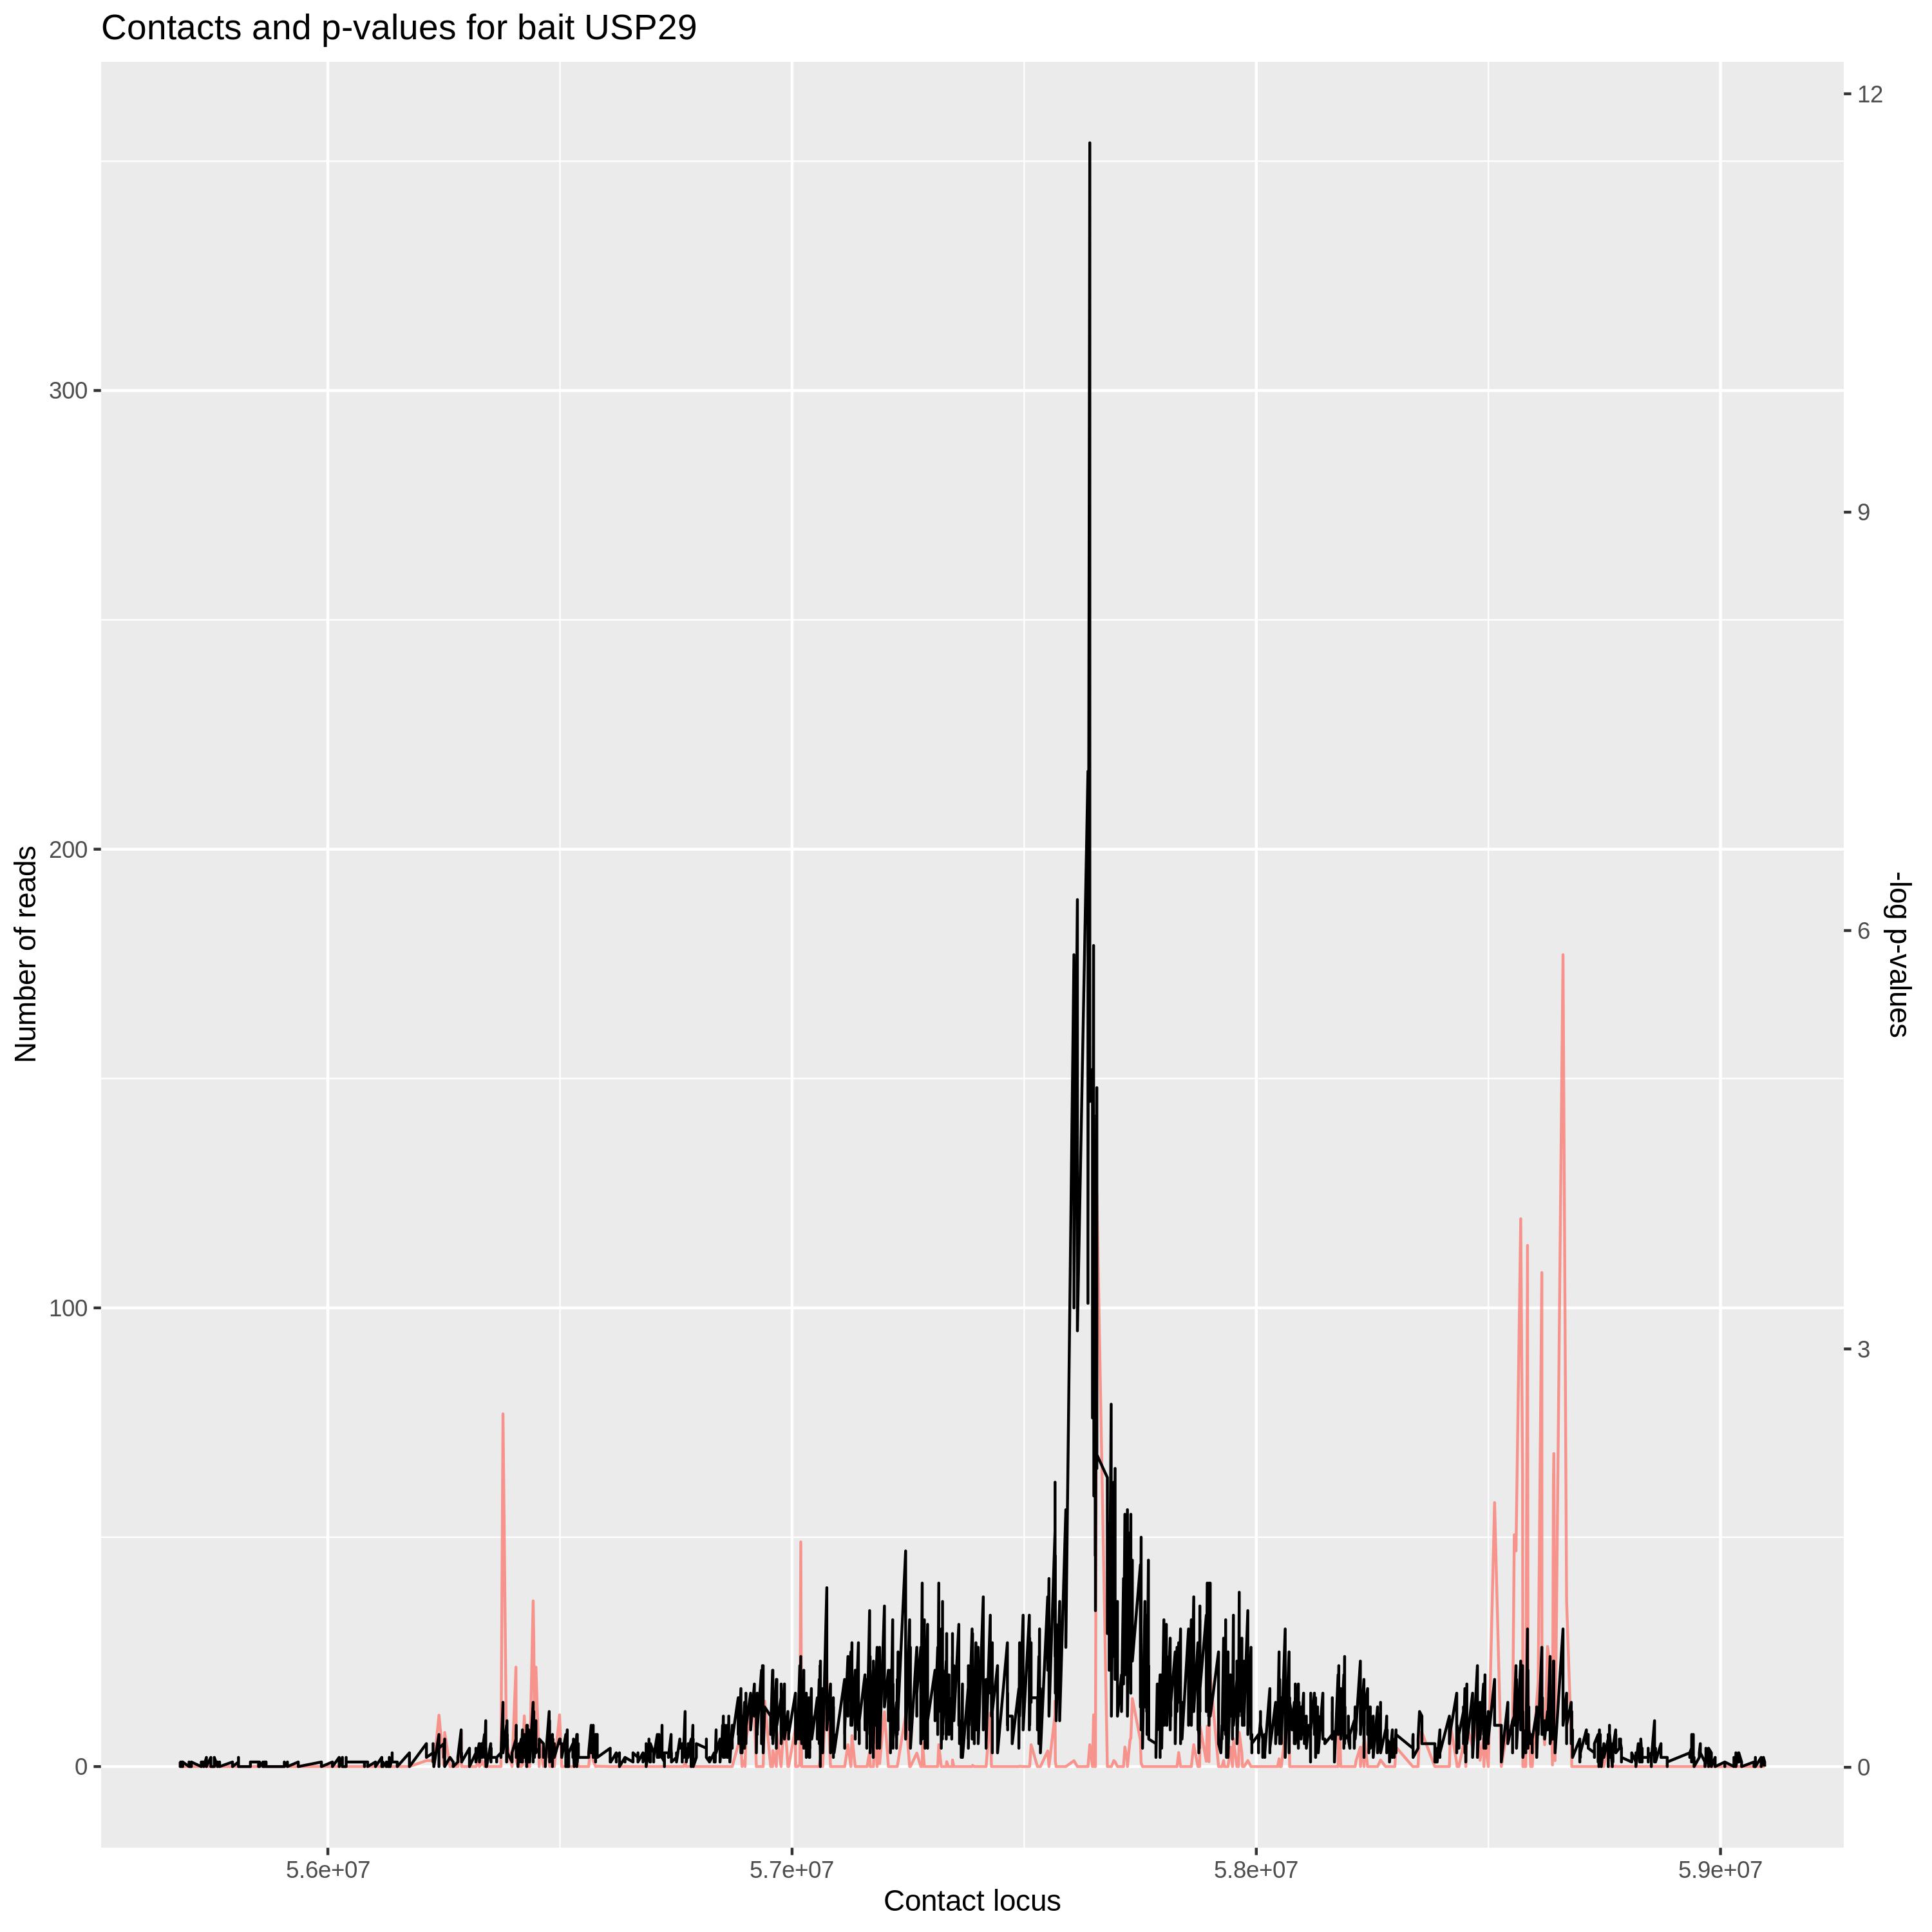 Contacts and p-values for bait USP29
12
300
9
200
6
Number of reads
-log p-values
100
3
0
0
5.6e+07
5.7e+07
5.8e+07
5.9e+07
Contact locus